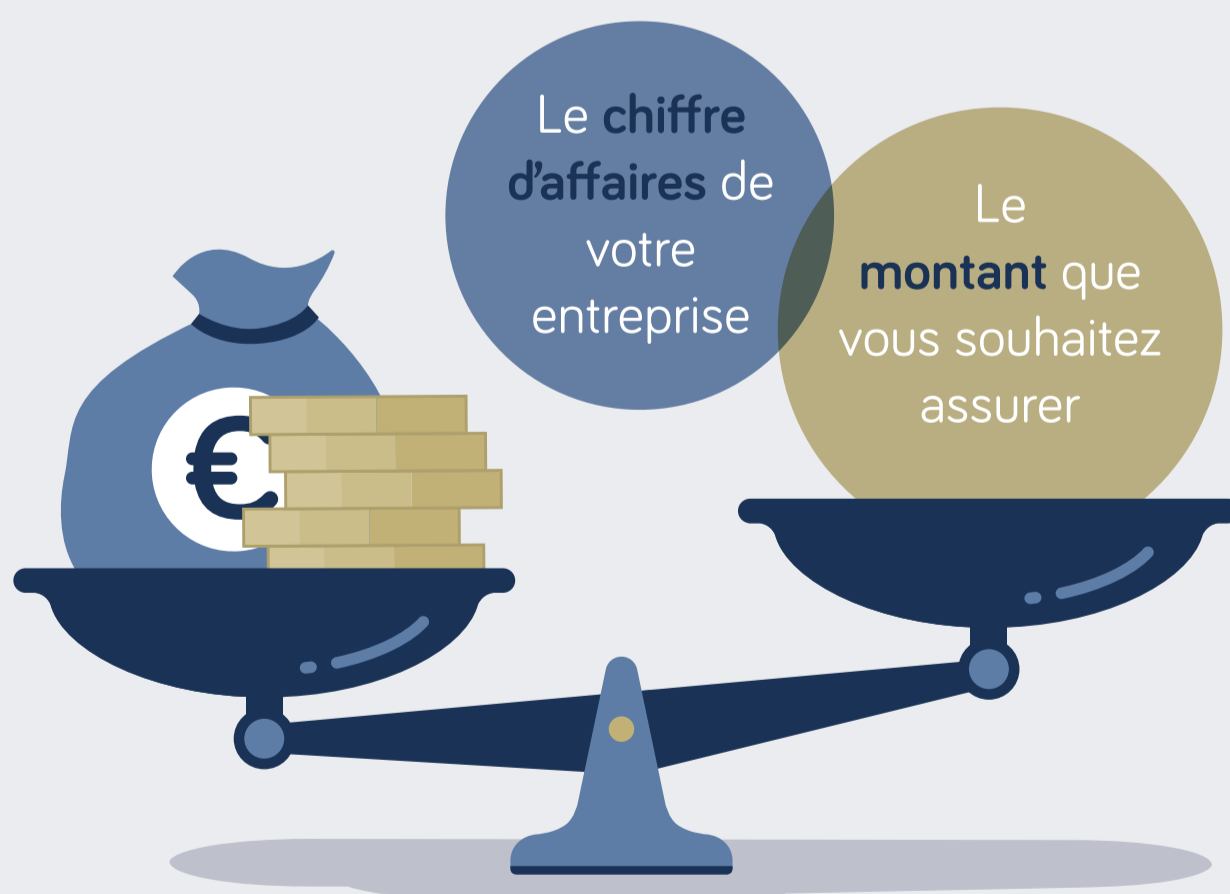 Le chiffre
d'affaires de
votre
entreprise
Le
montant que
vous souhaitez
assurer
€